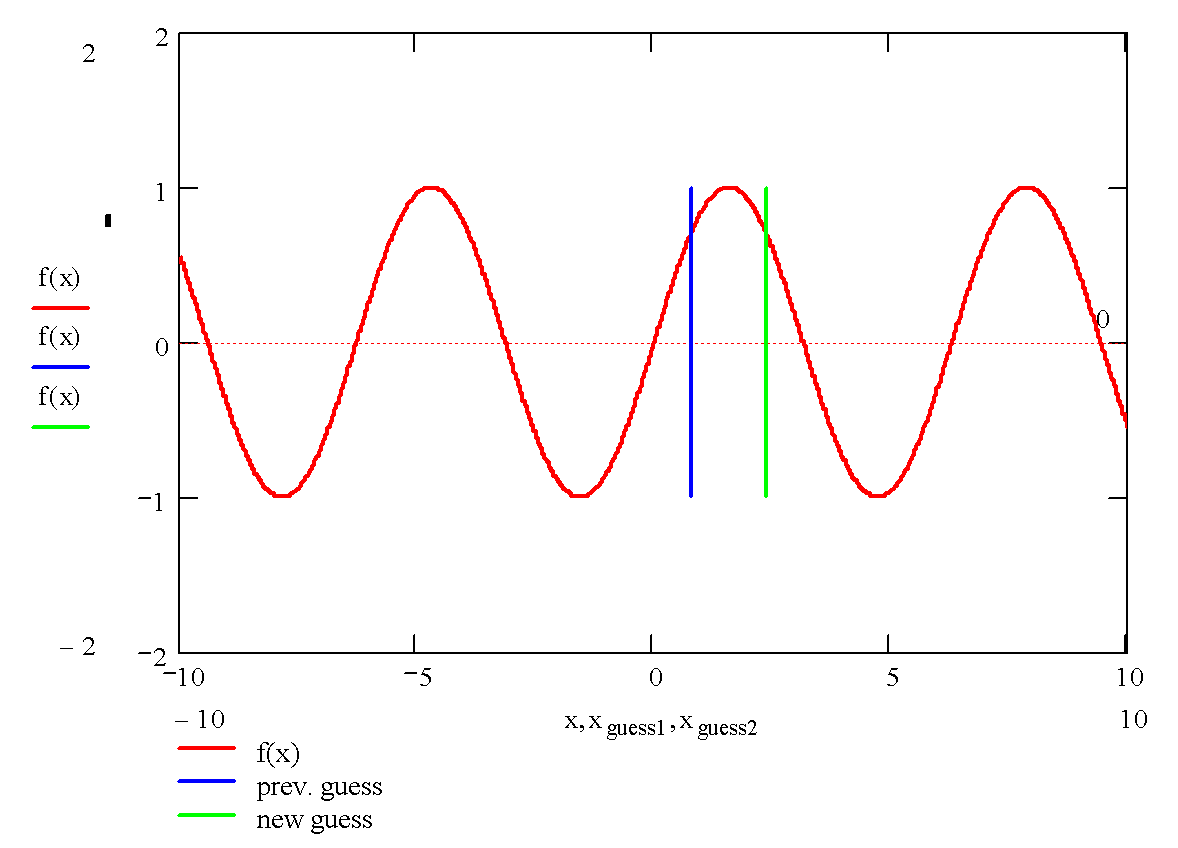 2
2
1
f(x)
f(x)
f(x)
0
0
−1
−2
− 2
−10
−5
0
5
10
− 10
x, x guess1 , x guess2
10
f(x)
prev. guess
new guess